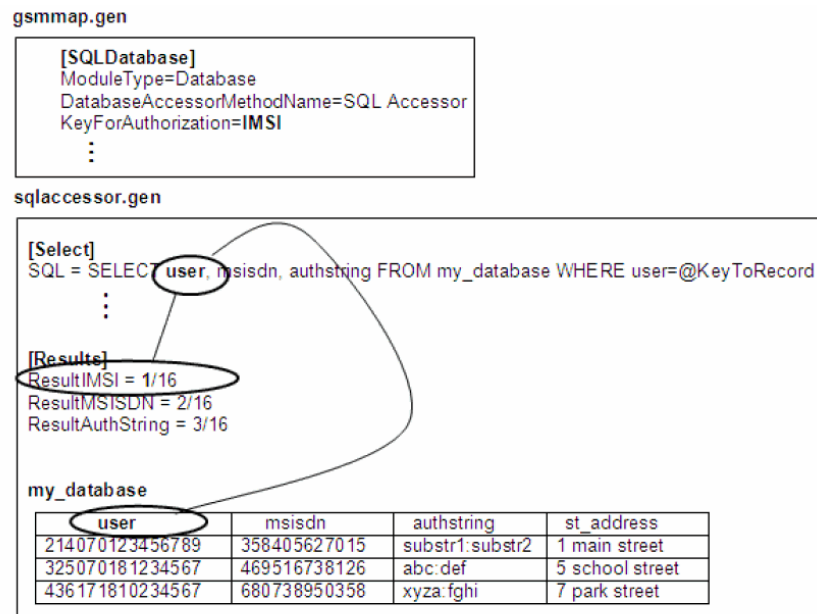 gsmmap.gen
[SQLDatabase]
ModuleType=Database
DatabaseAccessorMethodName=SQL Accessor
KeyForAuthorization=IMSI
sqlaccessor.gen
[Select]
SQL = SELECT user, msisdn, authstring FROM my_database WHERE user=@KeyToRecord
[Results]
ResultIMSI = 1/16
ResultMSISDN = 2/16
ResultAuthString = 3/16
my_database
user msisdn authstring st_address
214070123456789 358405627015 substr1:substr2 1 main street
325070181234567 469516738126 abc:def 5 school street
436171810234567 680738950358 xyza:fghi 7 park street